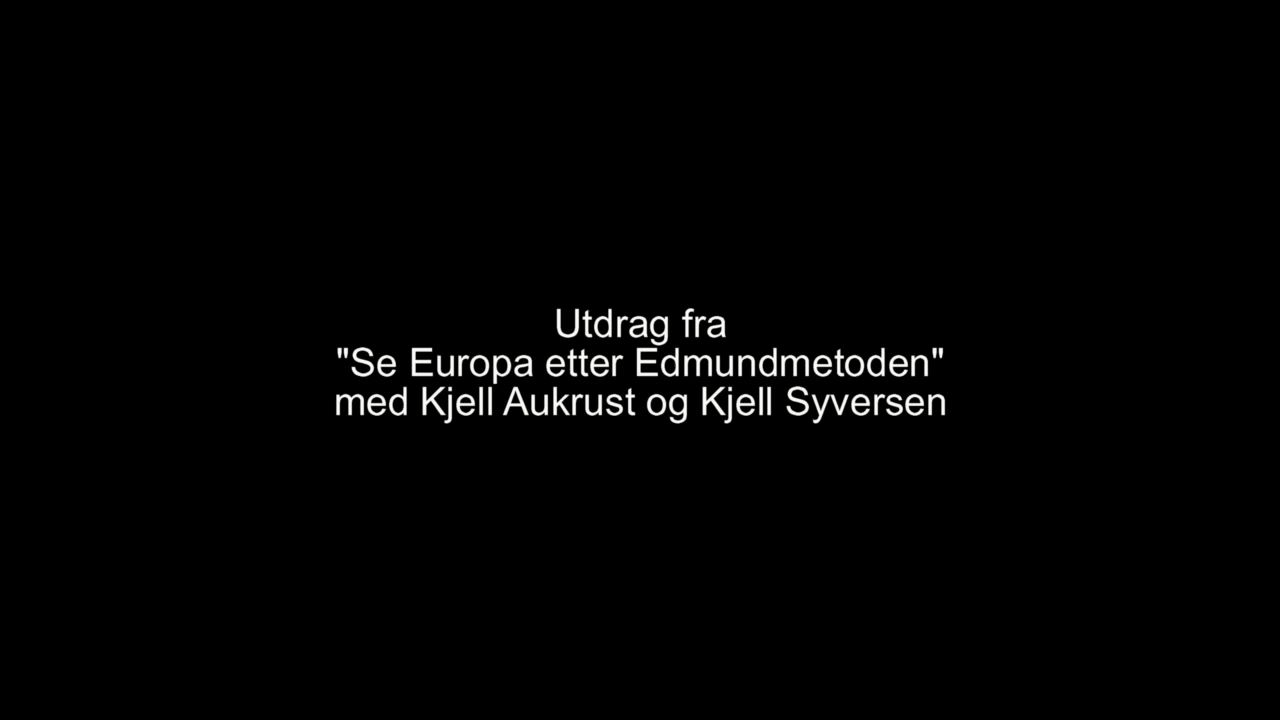 Utdrag fra
"Se Europa etter Edmundmetoden"
med Kjell Aukrust og Kjell Syversen